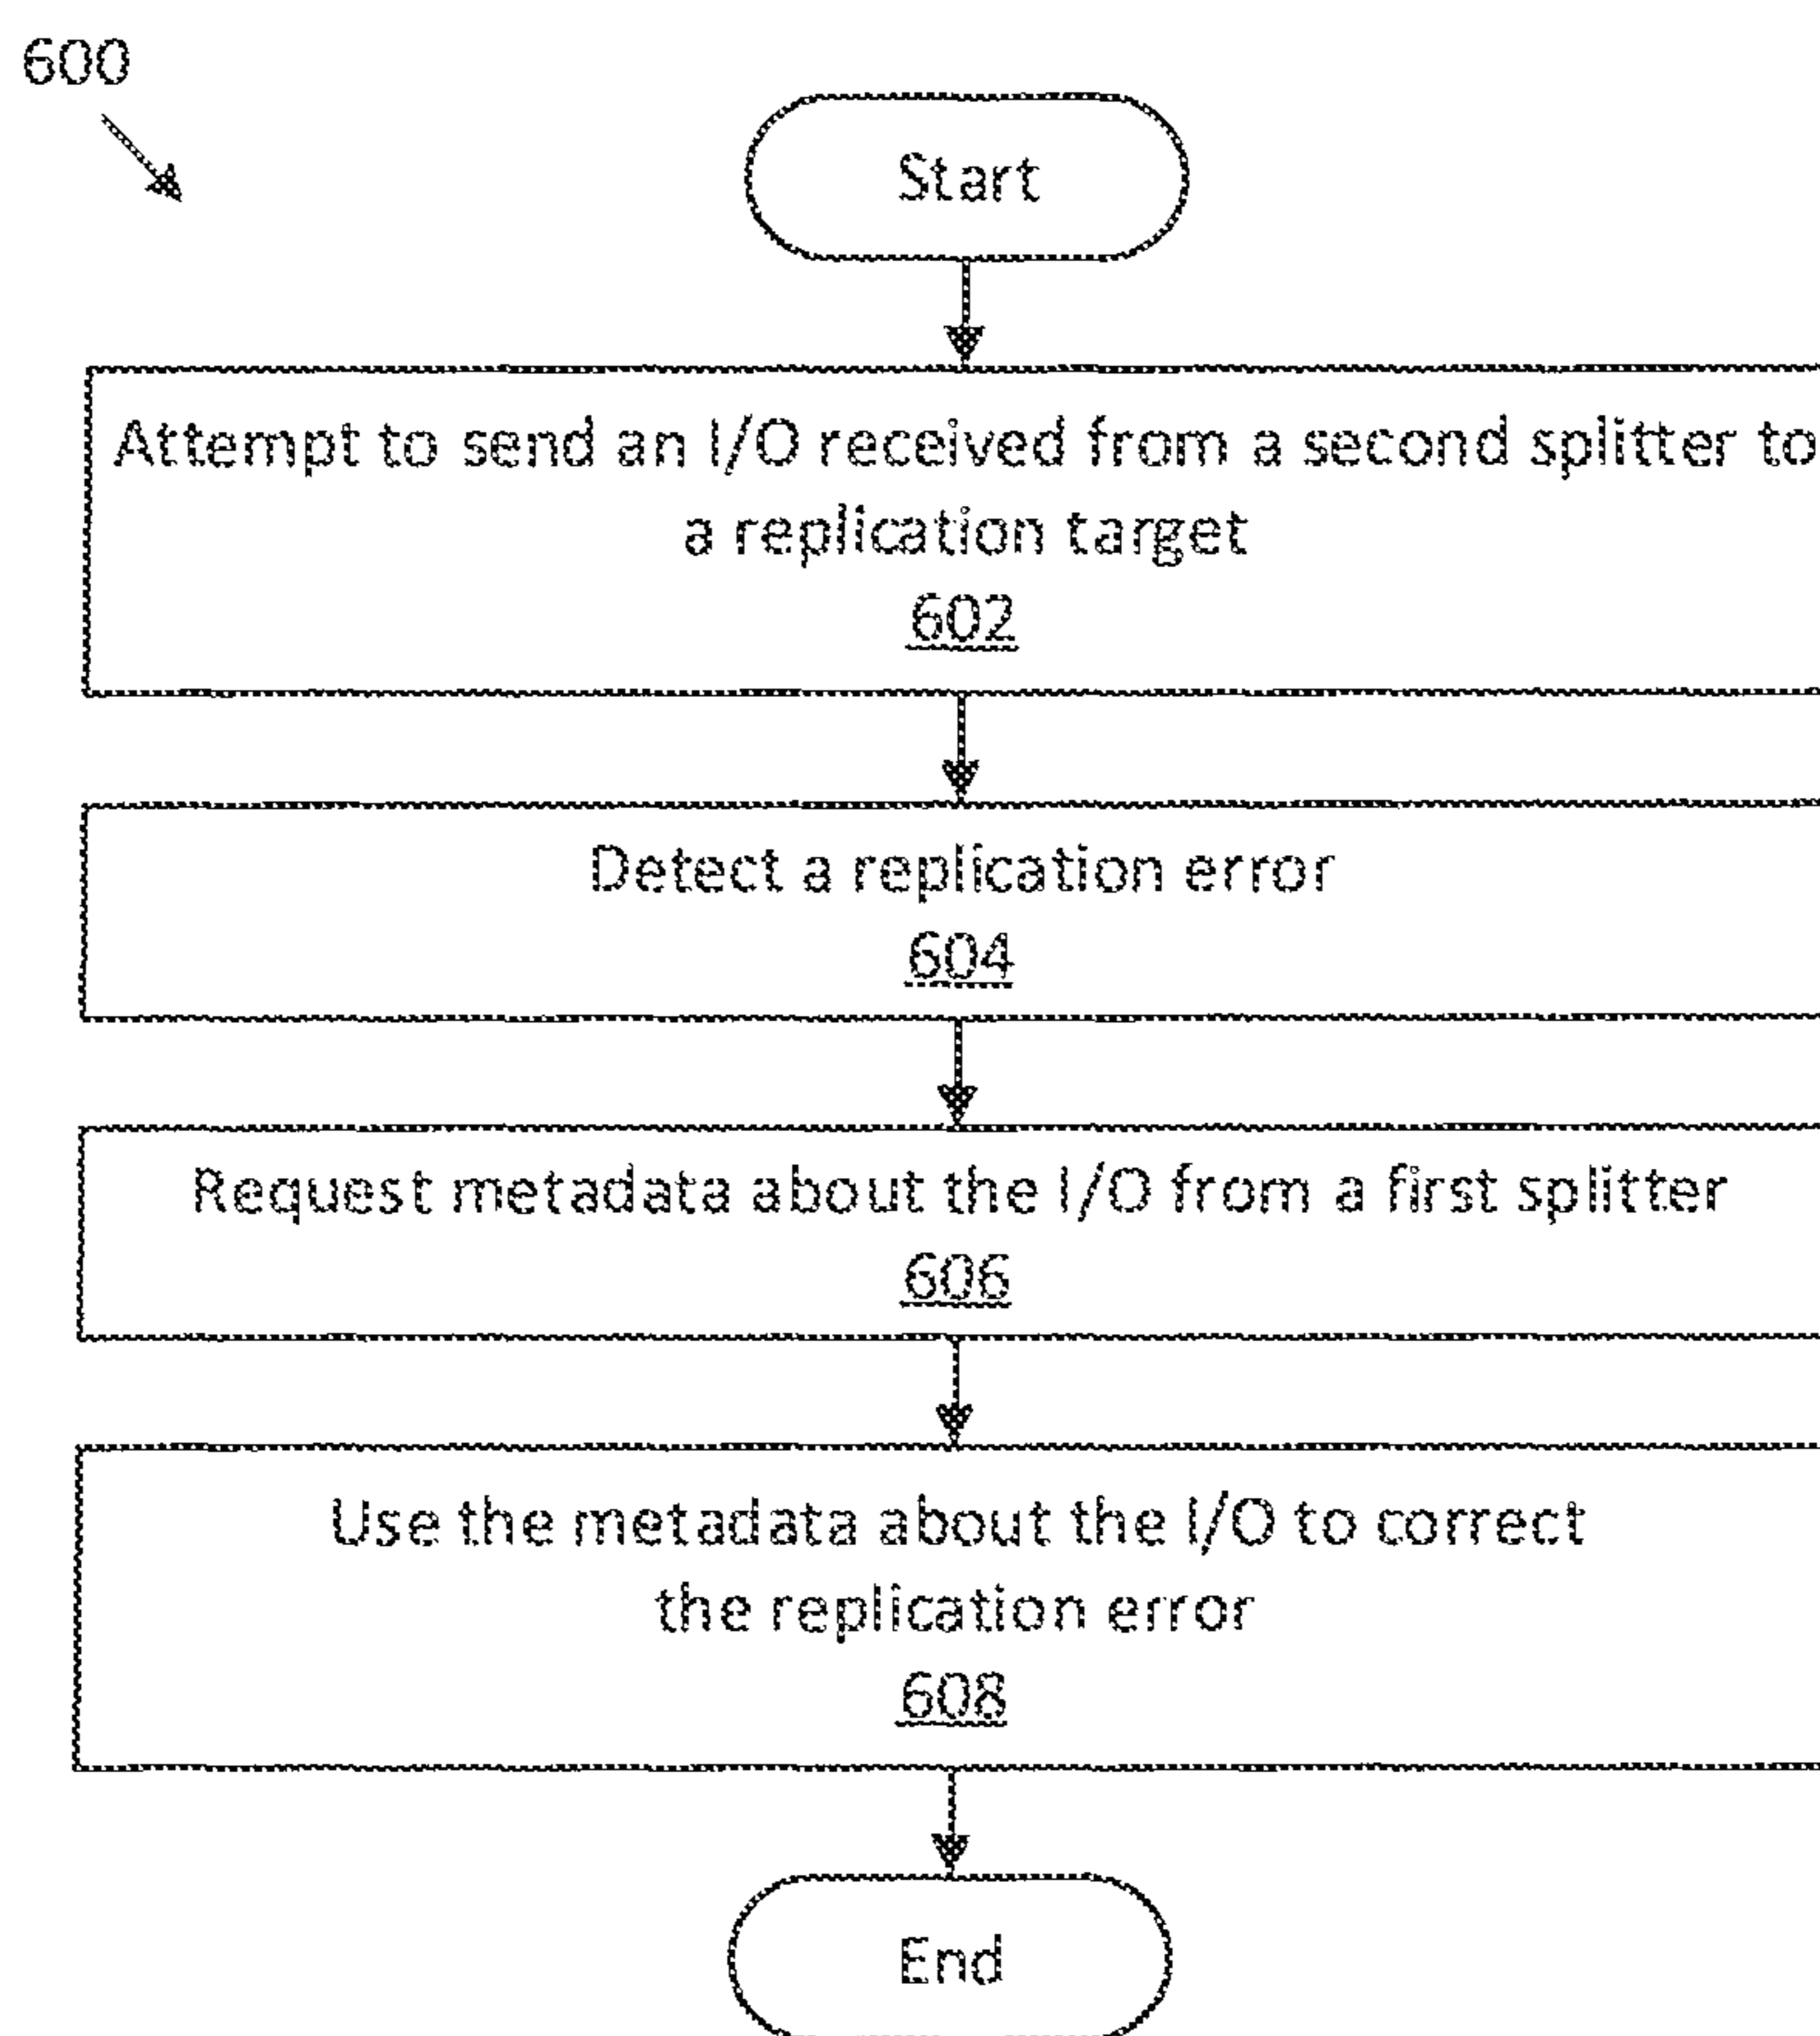 600
Start
Attempt to send an I/O received from a second splitter to
a replication target
602
Detect a replication error
604
Request metadata about the I/O from a first splitter
606
Use the metadata about the I/O to correct
the replication error
608
End